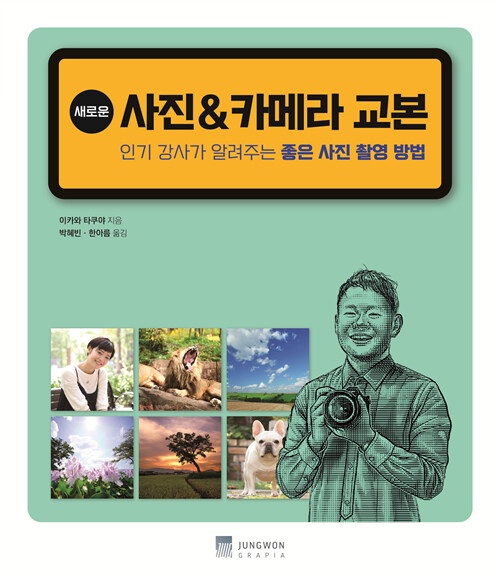 새로운 사진&카메라 교본
인기 강사가 알려주는 좋은 사진 촬영 방법
이카와 타쿠야 지음
박혜빈·한아름 옮김
JUNGWON
GRAPIA